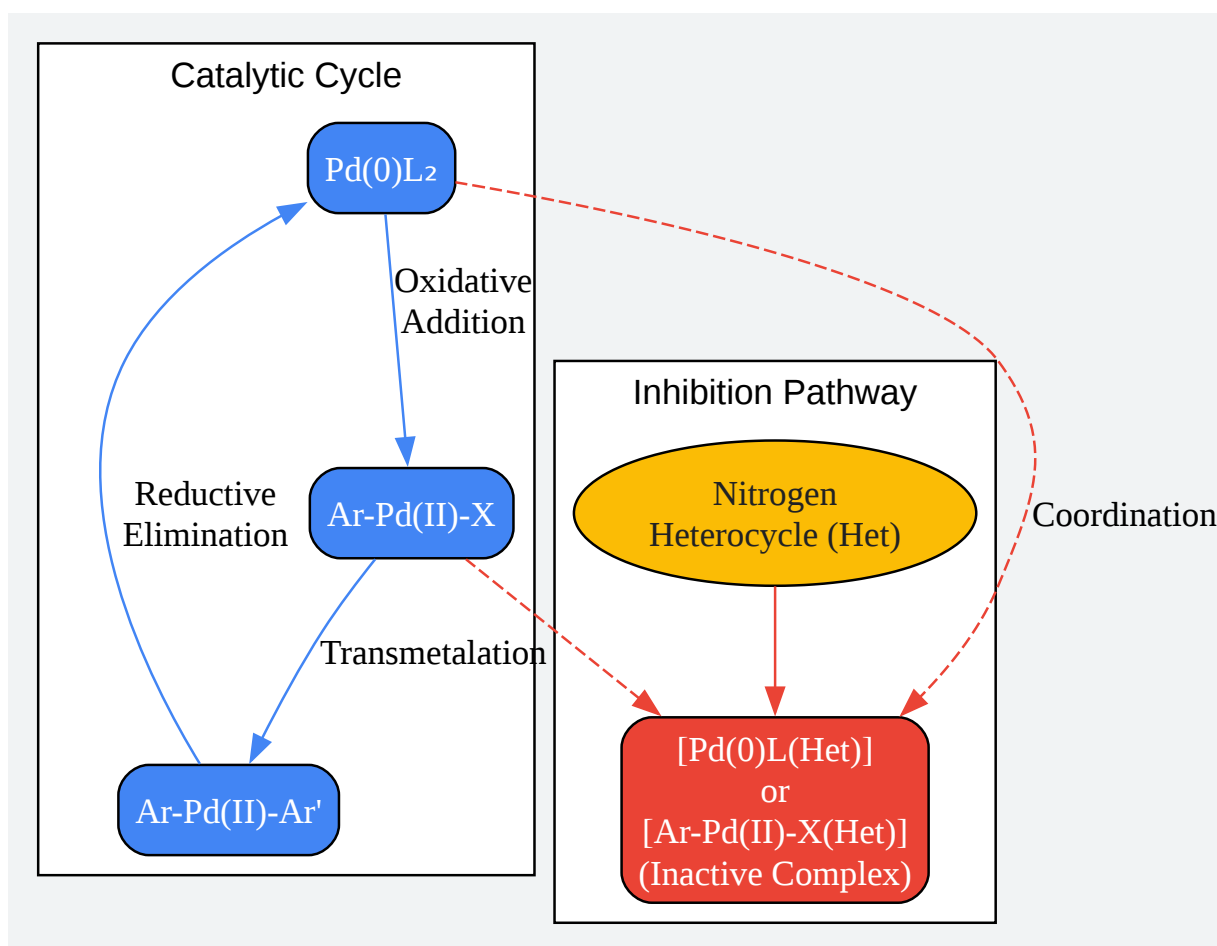 Catalytic Cycle
Pd(0)L₂
Oxidative
Addition
Inhibition Pathway
Reductive
Elimination
Ar-Pd(II)-X
Nitrogen
Heterocycle (Het)
Coordination
Transmetalation
Ar-Pd(II)-Ar'
[Pd(0)L(Het)]
or
[Ar-Pd(II)-X(Het)]
(Inactive Complex)